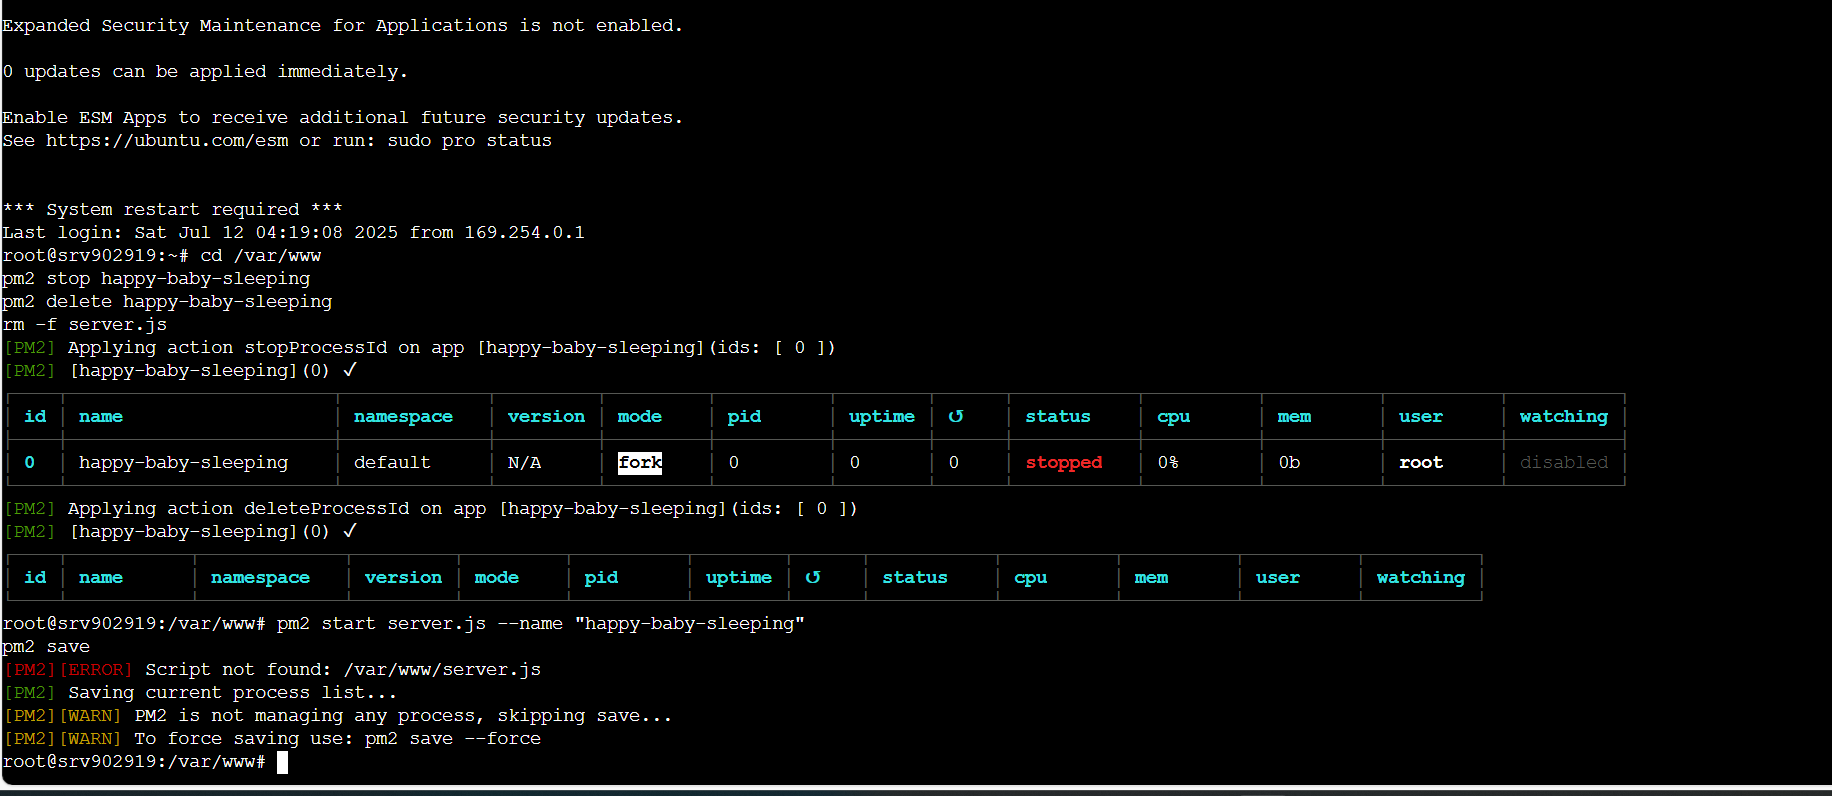 Expanded Security Maintenance for Applications is not enabled.
0 updates can be applied immediately.
Enable ESM Apps to receive additional future security updates.
See https://ubuntu.com/esm or run: sudo pro status
*** System restart required ***
Last login: Sat Jul 12 04:19:08 2025 from 169.254.0.1
root@srv902919:~# cd /var/www
pm2 stop happy-baby-sleeping
pm2 delete happy-baby-sleeping
rm -f server.js
[PM2] Applying action stopProcessId on app [happy-baby-sleeping](ids: [ 0 ])
[PM2] [happy-baby-sleeping](0) ✓
id name namespace version mode pid uptime ↺ status cpu mem user watching
0 happy-baby-sleeping default N/A fork 0 0 0 stopped 0% 0b root disabled
[PM2] Applying action deleteProcessId on app [happy-baby-sleeping](ids: [ 0 ])
[PM2] [happy-baby-sleeping](0) ✓
id name namespace version mode pid uptime ↺ status cpu mem user watching
root@srv902919:/var/www# pm2 start server.js --name "happy-baby-sleeping"
pm2 save
[PM2][ERROR] Script not found: /var/www/server.js
[PM2] Saving current process list...
[PM2][WARN] PM2 is not managing any process, skipping save...
[PM2][WARN] To force saving use: pm2 save --force
root@srv902919:/var/www#